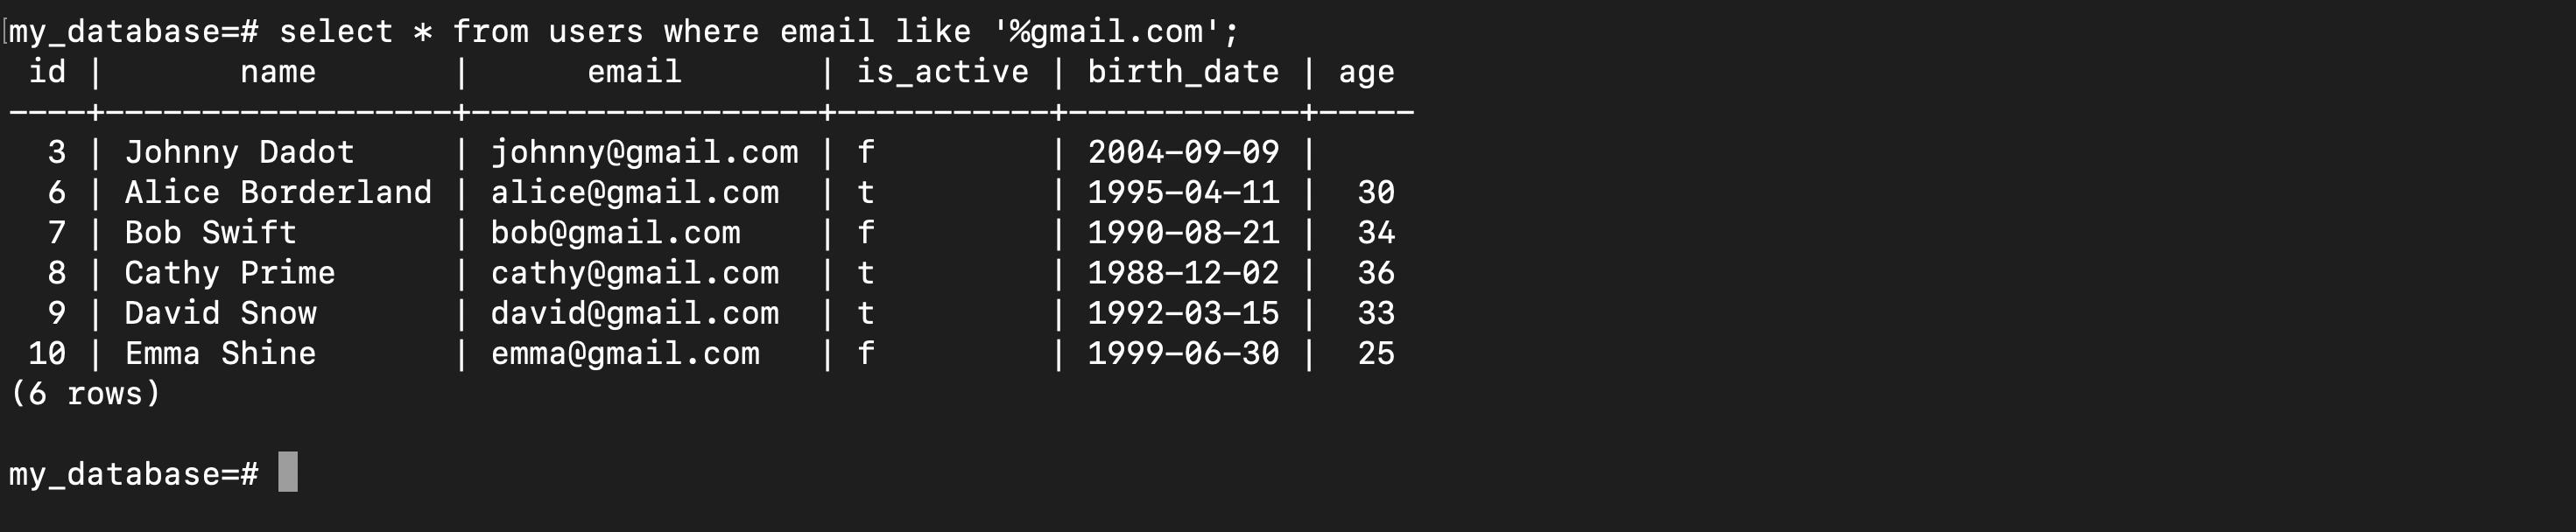 my_database=# select * from users where email like '%gmail.com';
 id |       name       |      email       | is_active | birth_date | age
----+------------------+------------------+-----------+------------+-----
  3 | Johnny Dadot     | johnny@gmail.com | f         | 2004-09-09 |
  6 | Alice Borderland | alice@gmail.com  | t         | 1995-04-11 |  30
  7 | Bob Swift        | bob@gmail.com    | f         | 1990-08-21 |  34
  8 | Cathy Prime      | cathy@gmail.com  | t         | 1988-12-02 |  36
  9 | David Snow       | david@gmail.com  | t         | 1992-03-15 |  33
 10 | Emma Shine       | emma@gmail.com   | f         | 1999-06-30 |  25
(6 rows)
my_database=#